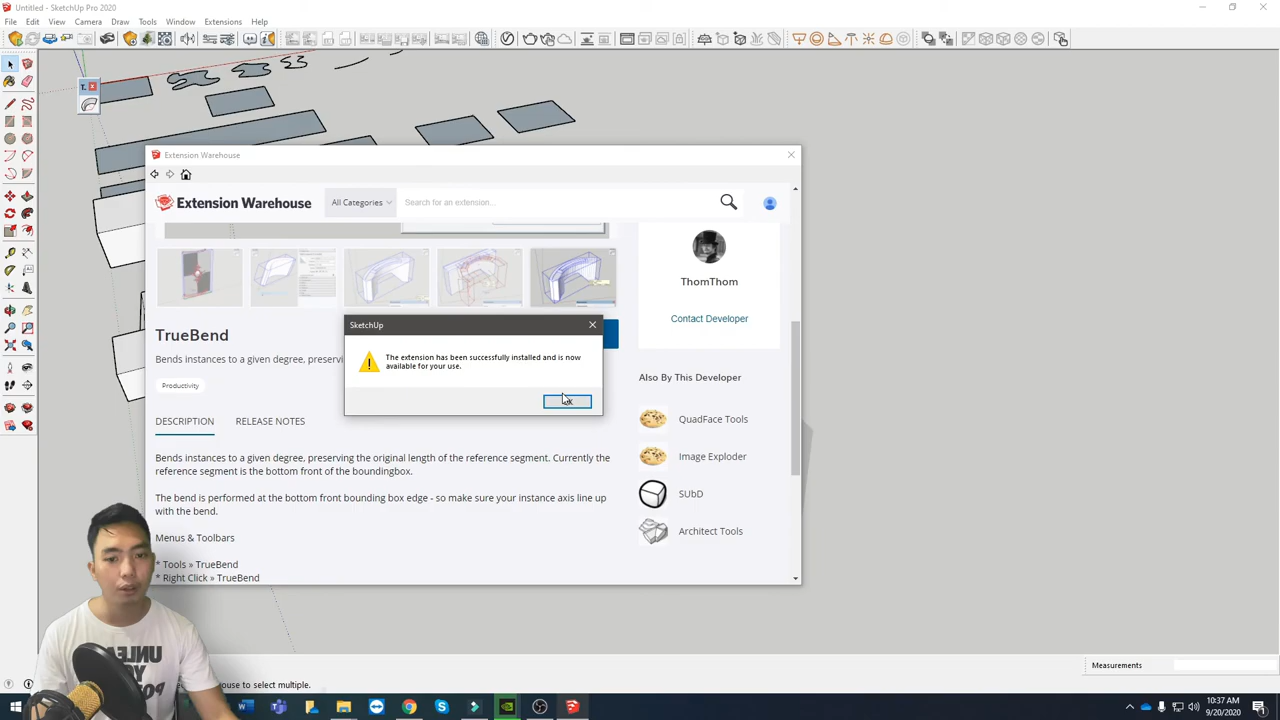 Untitled - SketchUp Pro 2020
File Edit View Camera Draw Tools Window Extensions Help
T..
Extension Warehouse
Extension Warehouse
All Categories
Search for an extension...
ThomThom
Contact Developer
TrueBend
Bends instances to a given degree, preservi
Productivity
SketchUp
The extension has been successfully installed and is now
available for your use.
Also By This Developer
QuadFace Tools
Image Exploder
SUbD
Architect Tools
DESCRIPTION RELEASE NOTES
Bends instances to a given degree, preserving the original length of the reference segment. Currently the
reference segment is the bottom front of the boundingbox.
The bend is performed at the bottom front bounding box edge - so make sure your instance axis line up
with the bend.
Menus & Toolbars
* Tools » TrueBend
* Right Click » TrueBend
Measurements
ouse to select multiple.
10:37 AM
9/20/2020